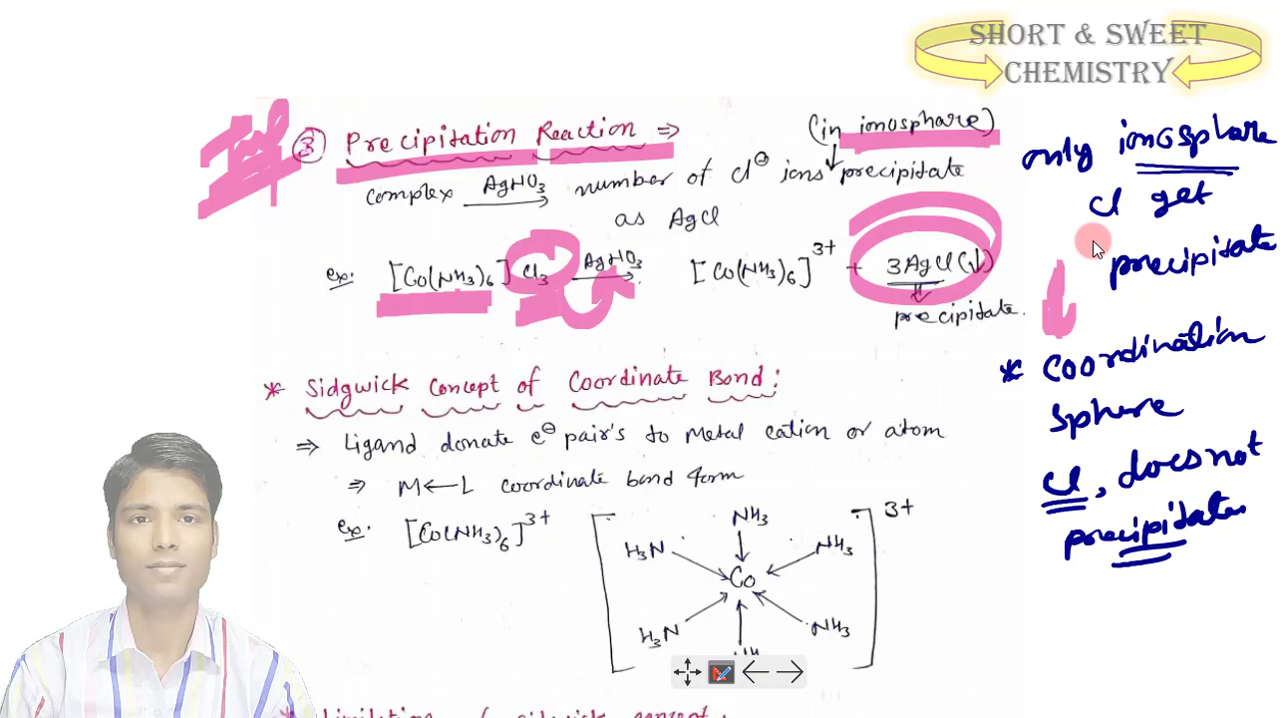 SHORT & SWEET
CHEMISTRY
③ Precipitation Reaction ⇒
(in ionosphare)
complex AgNO3 → number of Cl⊖ ions precipitate
as AgCl
ex: [Co(NH3)6] Cl3 AgNO3 → [Co(NH3)6]3+ + 3AgCl(↓)
precipitate.
only ionosphare
Cl get
precipitate
* Coordination
Sphere
Cl, does not
precipitate
* Sidgwick Concept of Coordinate Bond:
⇒ Ligand donate e⊖ pair's to Metal cation or atom
⇒ M←L coordinate bond form
ex. [Co(NH3)6]3+
3+
NH3
H3N NH3
Co
H3N NH3
sidgwick concept: